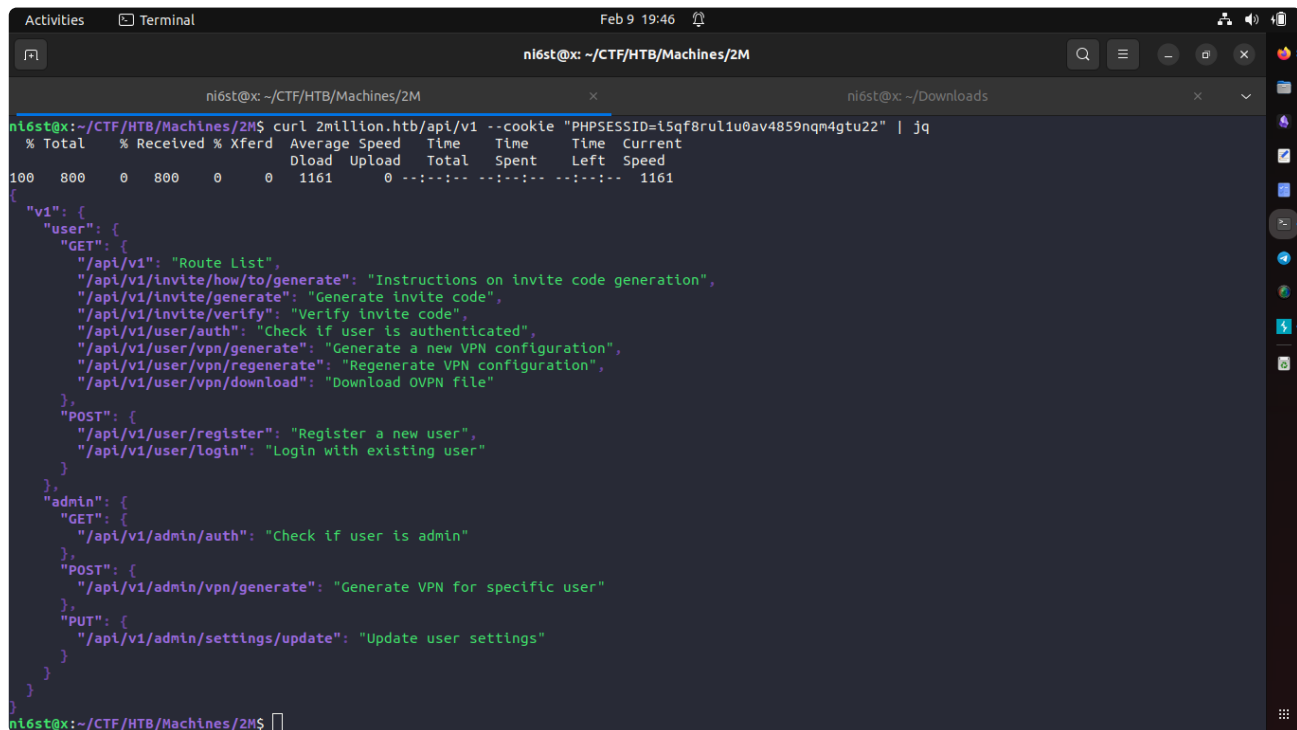 Activities Terminal Feb 9 19:46
ni6st@x: ~/CTF/HTB/Machines/2M
ni6st@x: ~/CTF/HTB/Machines/2M × ni6st@x: ~/Downloads ×
ni6st@x:~/CTF/HTB/Machines/2M$ curl 2million.htb/api/v1 --cookie "PHPSESSID=i5qf8rul1u0av4859nqm4gtu22" | jq
  % Total    % Received % Xferd  Average Speed   Time    Time     Time  Current
                                 Dload  Upload   Total   Spent    Left  Speed
100   800    0   800    0     0   1161      0 --:--:-- --:--:-- --:--:--  1161
{
  "v1": {
    "user": {
      "GET": {
        "/api/v1": "Route List",
        "/api/v1/invite/how/to/generate": "Instructions on invite code generation",
        "/api/v1/invite/generate": "Generate invite code",
        "/api/v1/invite/verify": "Verify invite code",
        "/api/v1/user/auth": "Check if user is authenticated",
        "/api/v1/user/vpn/generate": "Generate a new VPN configuration",
        "/api/v1/user/vpn/regenerate": "Regenerate VPN configuration",
        "/api/v1/user/vpn/download": "Download OVPN file"
      },
      "POST": {
        "/api/v1/user/register": "Register a new user",
        "/api/v1/user/login": "Login with existing user"
      }
    },
    "admin": {
      "GET": {
        "/api/v1/admin/auth": "Check if user is admin"
      },
      "POST": {
        "/api/v1/admin/vpn/generate": "Generate VPN for specific user"
      },
      "PUT": {
        "/api/v1/admin/settings/update": "Update user settings"
      }
    }
  }
}
ni6st@x:~/CTF/HTB/Machines/2M$